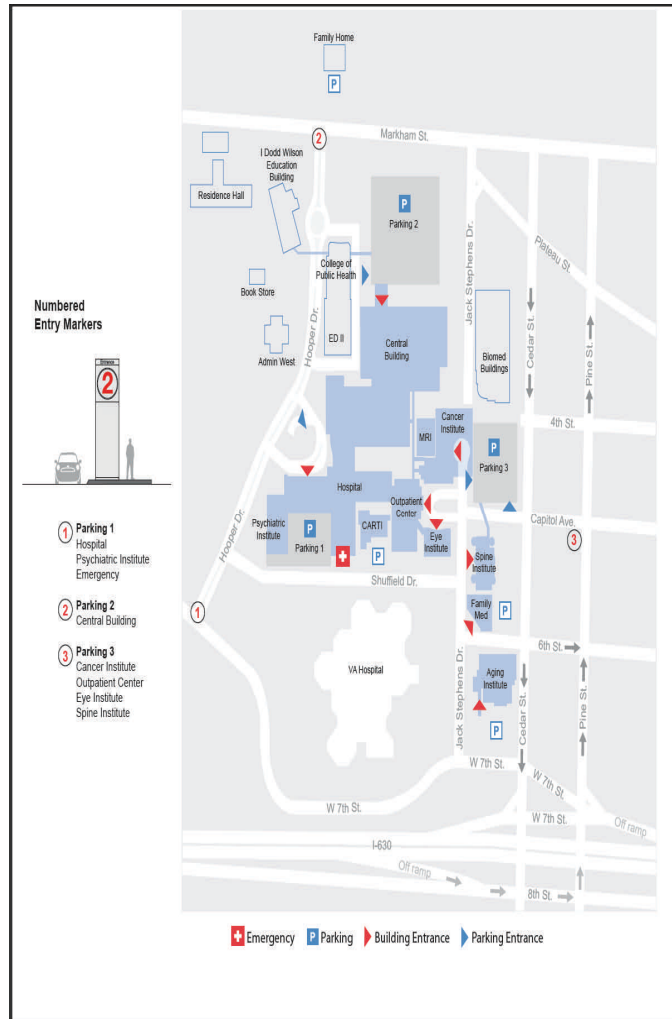 Family Home
P
Markham St.
2
I Dodd Wilson
Education
Building
Residence Hall
P
Parking 2
Jack Stephens Dr.
Plateau St.
College of
Public Health
Book Store
Numbered
Entry Markers
Hooper Dr.
Cedar St.
Pine St.
Entrance
2
Admin West
ED II
Central
Building
Biomed
Buildings
4th St.
MRI
Cancer
Institute
P
Parking 3
Hospital
Outpatient
Center
Capitol Ave.
3
Psychiatric
Institute
P
Parking 1
CARTI
P
Eye
Institute
Spine
Institute
Hooper Dr.
Shuffield Dr.
1
Family
Med
P
6th St.
VA Hospital
Aging
Institute
P
Jack Stephens Dr.
Cedar St.
Pine St.
W 7th St.
W 7th St.
W 7th St.
W 7th St.
Off ramp
I-630
Off ramp
8th St.
1 Parking 1
Hospital
Psychiatric Institute
Emergency
2 Parking 2
Central Building
3 Parking 3
Cancer Institute
Outpatient Center
Eye Institute
Spine Institute
Emergency P Parking Building Entrance Parking Entrance